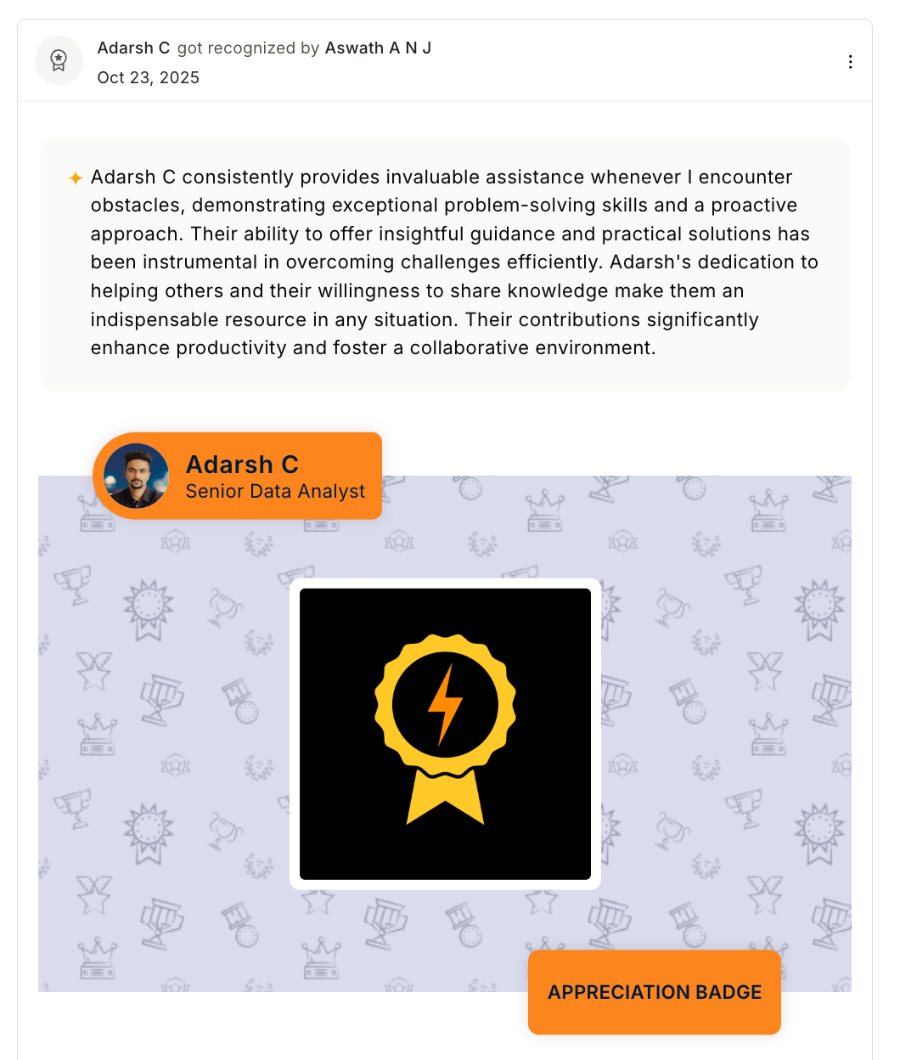 Adarsh C got recognized by Aswath A N J
Oct 23, 2025
Adarsh C consistently provides invaluable assistance whenever I encounter
obstacles, demonstrating exceptional problem-solving skills and a proactive
approach. Their ability to offer insightful guidance and practical solutions has
been instrumental in overcoming challenges efficiently. Adarsh's dedication to
helping others and their willingness to share knowledge make them an
indispensable resource in any situation. Their contributions significantly
enhance productivity and foster a collaborative environment.
Adarsh C
Senior Data Analyst
APPRECIATION BADGE